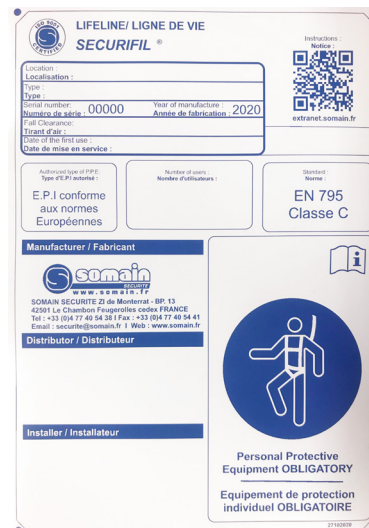 ISO 9001
CERTIFIED
LIFELINE/ LIGNE DE VIE
SECURIFIL ®
Instructions :
Notice :
extranet.somain.fr
Location :
Localisation :
Type :
Type :
Serial number:
Numéro de série : 00000
Year of manufacture :
Année de fabrication : 2020
Fall Clearance:
Tirant d'air :
Date of the first use :
Date de mise en service :
Authorized type of P.P.E:
Type d'E.P.I autorisé :
E.P.I conforme
aux normes
Européennes
Number of users :
Nombre d'utilisateurs :
Standard :
Norme :
EN 795
Classe C
Manufacturer / Fabricant
somain
SECURITE
www.somain.fr
SOMAIN SECURITE ZI de Monterrat - BP. 13
42501 Le Chambon Feugerolles cedex FRANCE
Tel : +33 (0)4 77 40 54 38 I Fax : +33 (0)4 77 40 54 41
Email : securite@somain.fr I Web : www.somain.fr
Distributor / Distributeur
Installer / Installateur
i
Personal Protective
Equipment OBLIGATORY
Equipement de protection
individuel OBLIGATOIRE
27102020